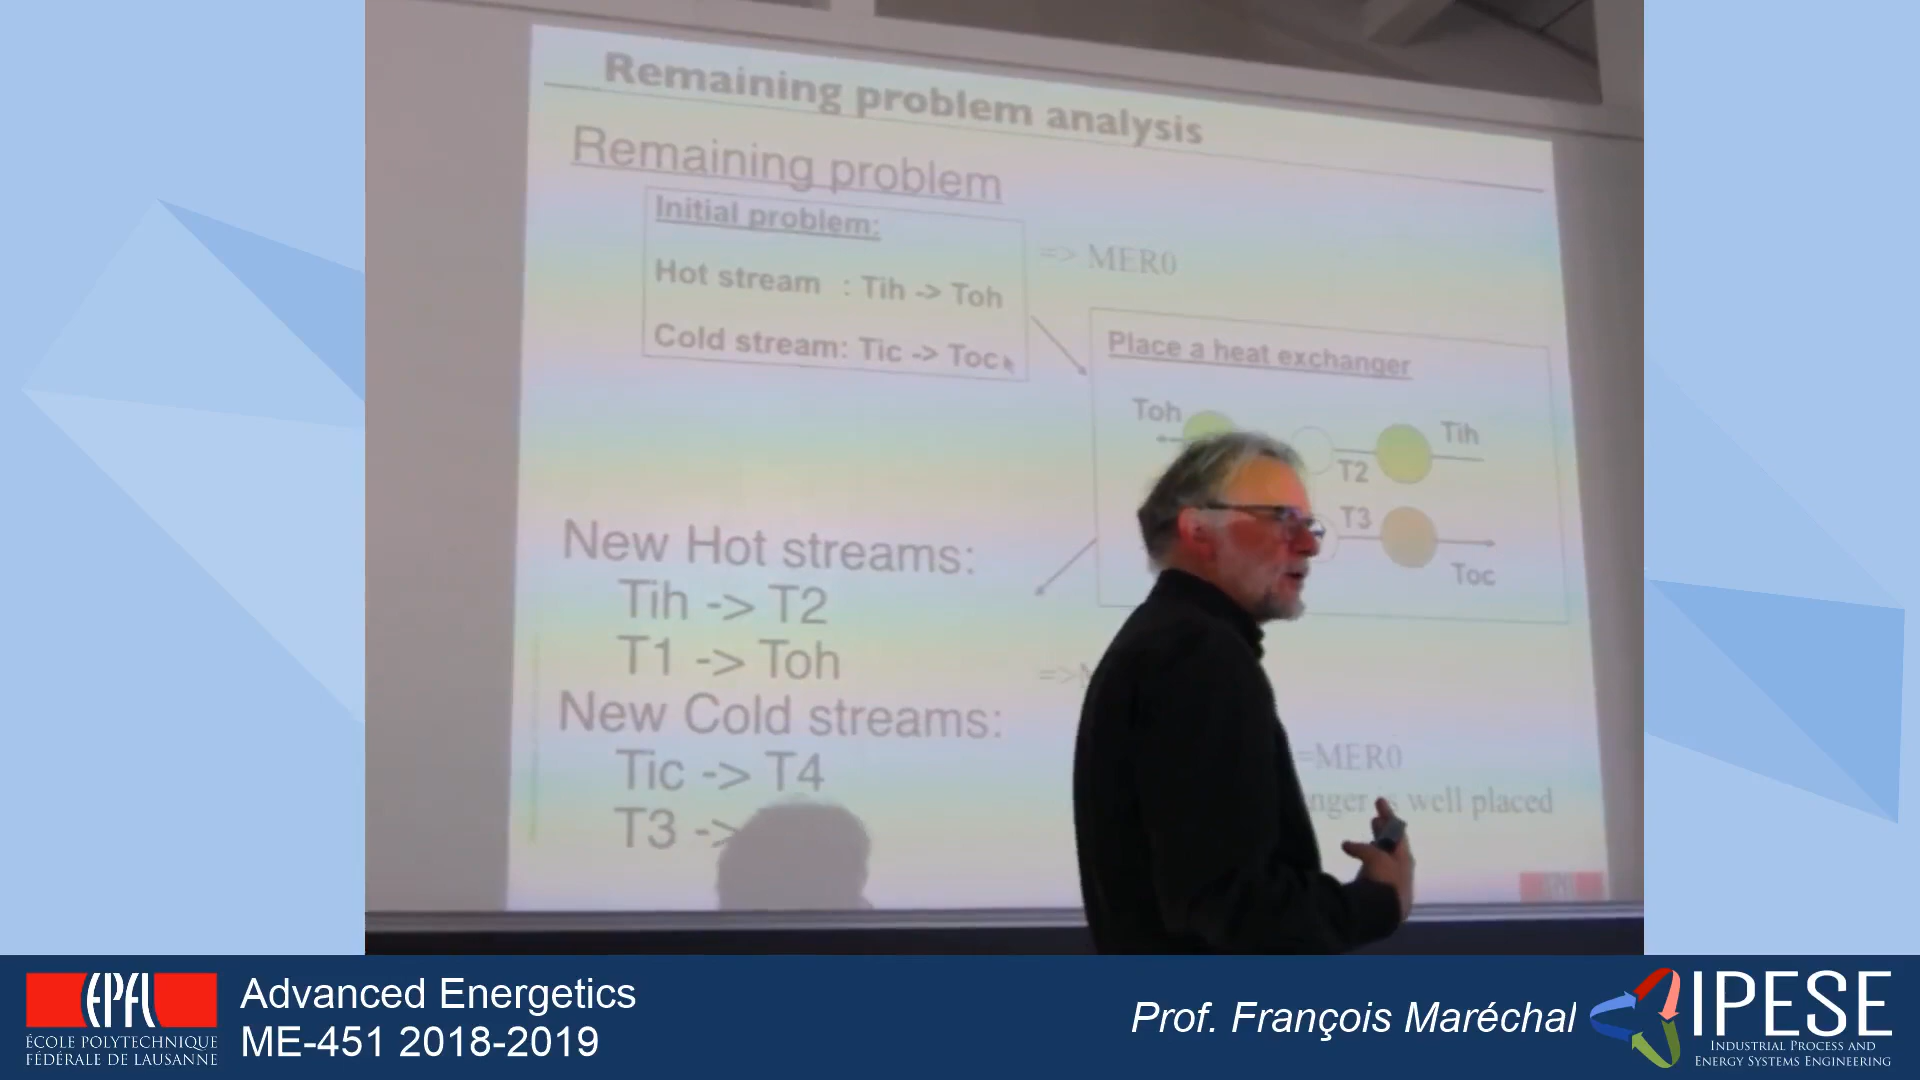 Remaining problem analysis
Remaining problem
Initial problem:
=> MER0
Hot stream : Tih -> Toh
Cold stream: Tic -> Toc
Place a heat exchanger
Toh
Tih
T2
T3
Toc
New Hot streams:
Tih -> T2
T1 -> Toh
=>
New Cold streams:
Tic -> T4
=MER0
well placed
T3 ->
EPFL
ÉCOLE POLYTECHNIQUE
FÉDÉRALE DE LAUSANNE
Advanced Energetics
ME-451 2018-2019
Prof. François Maréchal
IPESE
INDUSTRIAL PROCESS AND
ENERGY SYSTEMS ENGINEERING